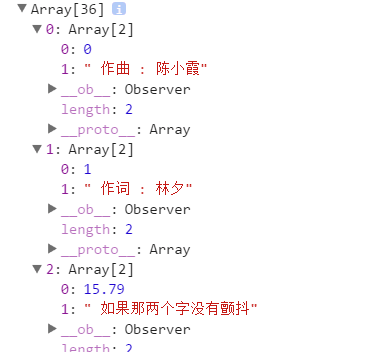 ▼ Array[36] i
▼ 0: Array[2]
0: 0
1: " 作曲 : 陈小霞"
▶ __ob__: Observer
length: 2
▶ __proto__: Array
▼ 1: Array[2]
0: 1
1: " 作词 : 林夕"
▶ __ob__: Observer
length: 2
▶ __proto__: Array
▼ 2: Array[2]
0: 15.79
1: " 如果那两个字没有颤抖"
▶ __ob__: Observer
length: 2